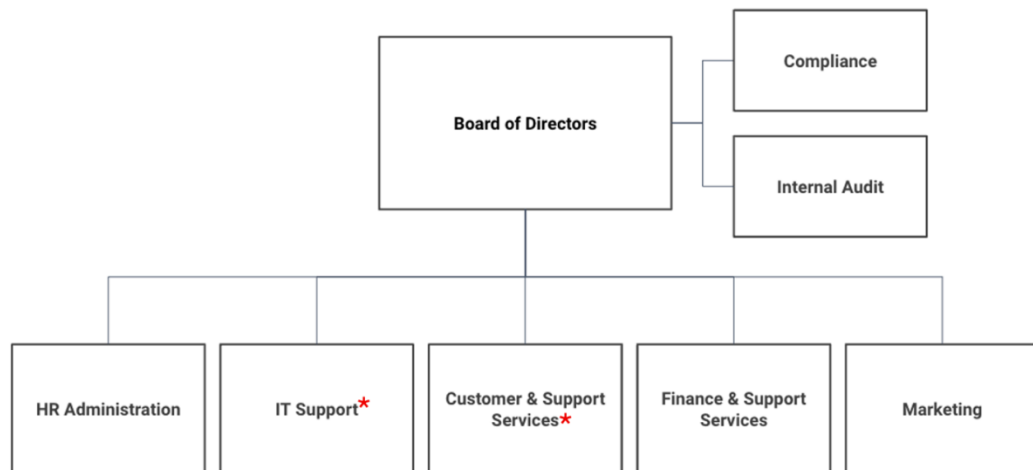 Compliance
Board of Directors
Internal Audit
HR Administration
IT Support*
Customer & Support
Services*
Finance & Support
Services
Marketing